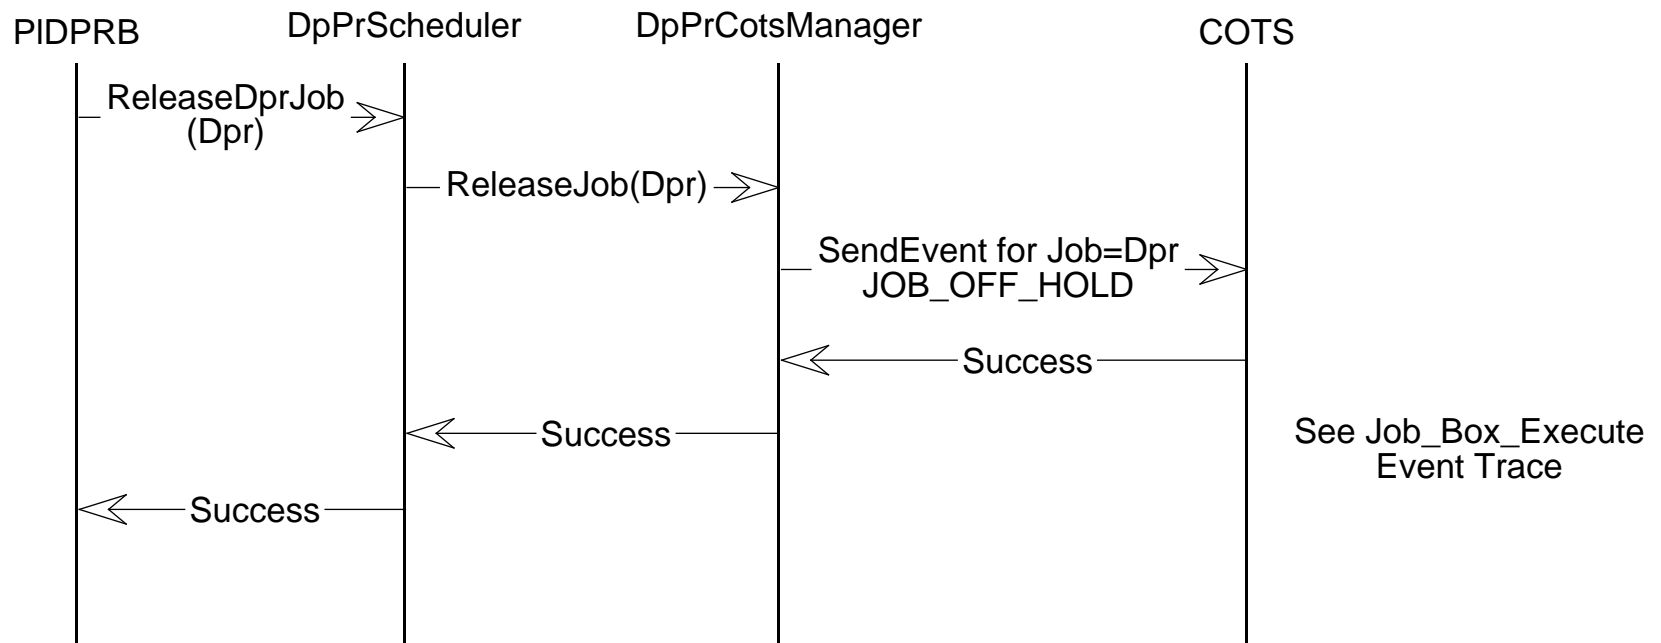 PlDPRB
DpPrScheduler
DpPrCotsManager
COTS
ReleaseDprJob
(Dpr)
ReleaseJob(Dpr)
SendEvent for Job=Dpr
JOB_OFF_HOLD
Success
Success
See Job_Box_Execute
Event Trace
Success